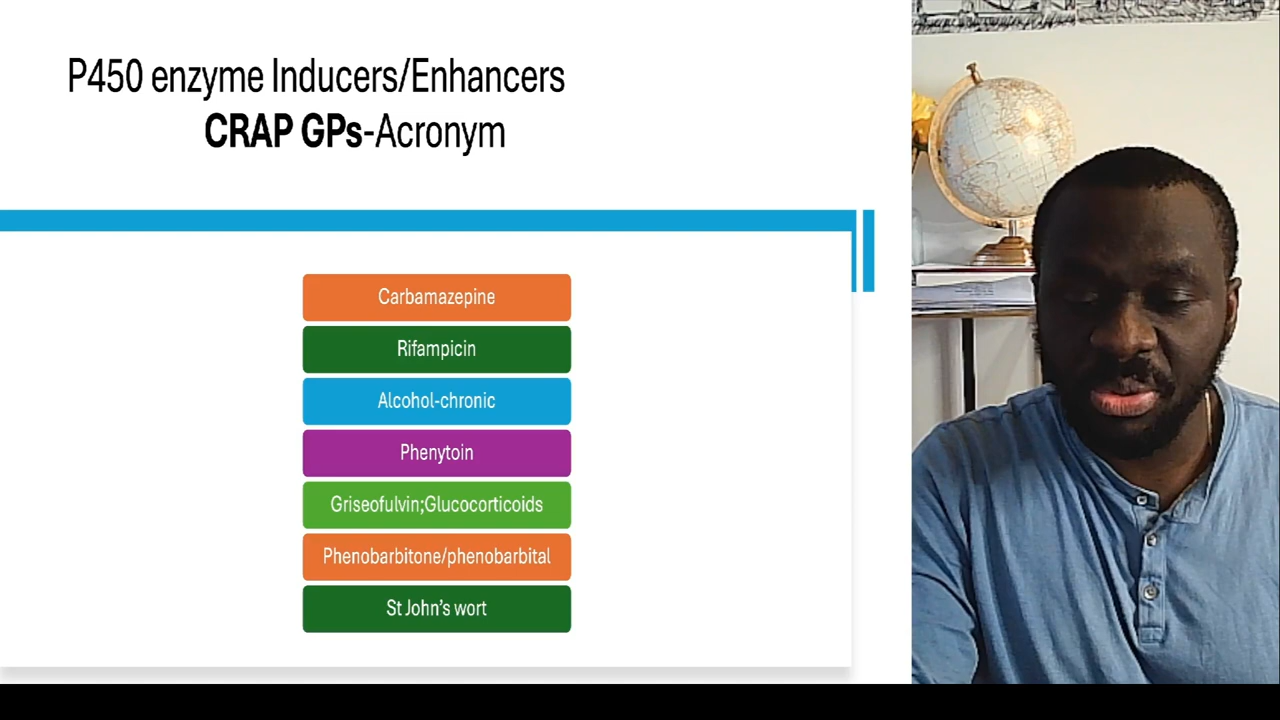 P450 enzyme Inducers/Enhancers
CRAP GPs-Acronym
Carbamazepine
Rifampicin
Alcohol-chronic
Phenytoin
Griseofulvin;Glucocorticoids
Phenobarbitone/phenobarbital
St John's wort